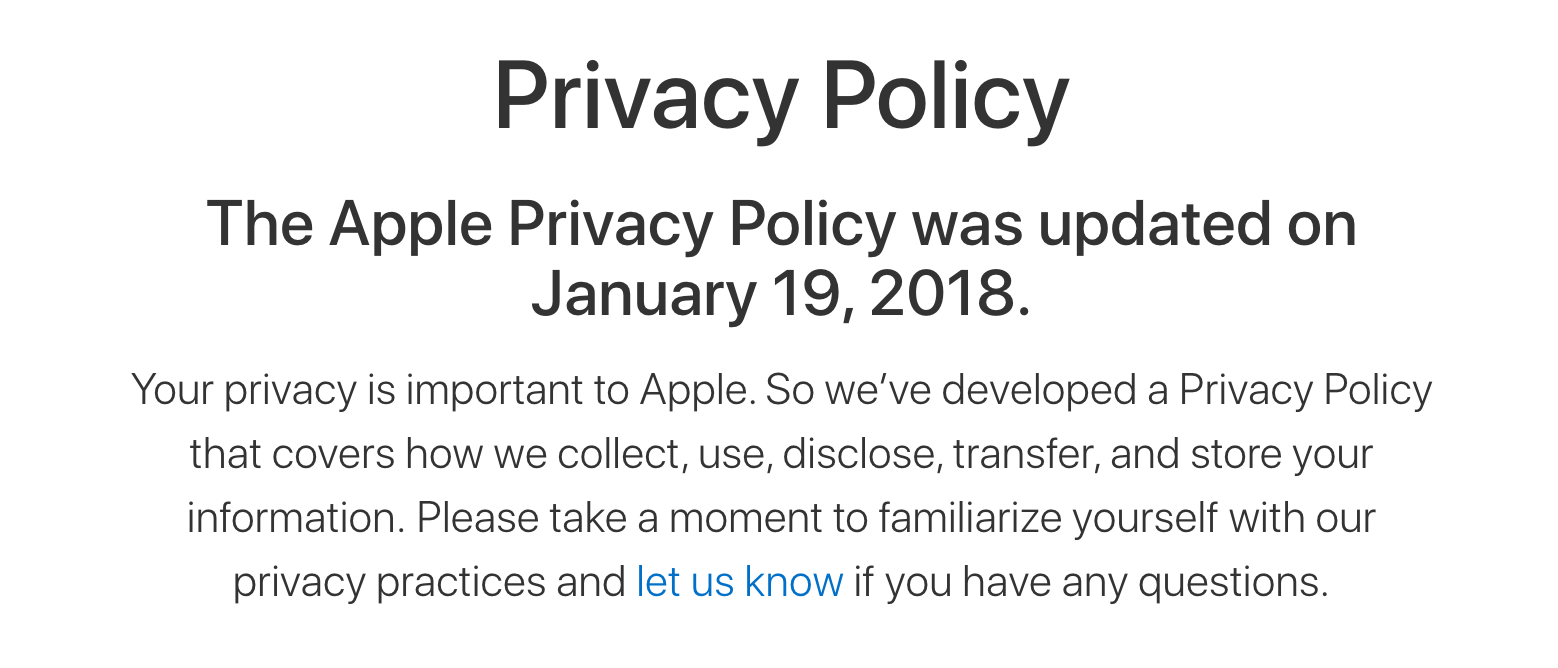 Privacy Policy
The Apple Privacy Policy was updated on
January 19, 2018.
Your privacy is important to Apple. So we’ve developed a Privacy Policy
that covers how we collect, use, disclose, transfer, and store your
information. Please take a moment to familiarize yourself with our
privacy practices and let us know if you have any questions.